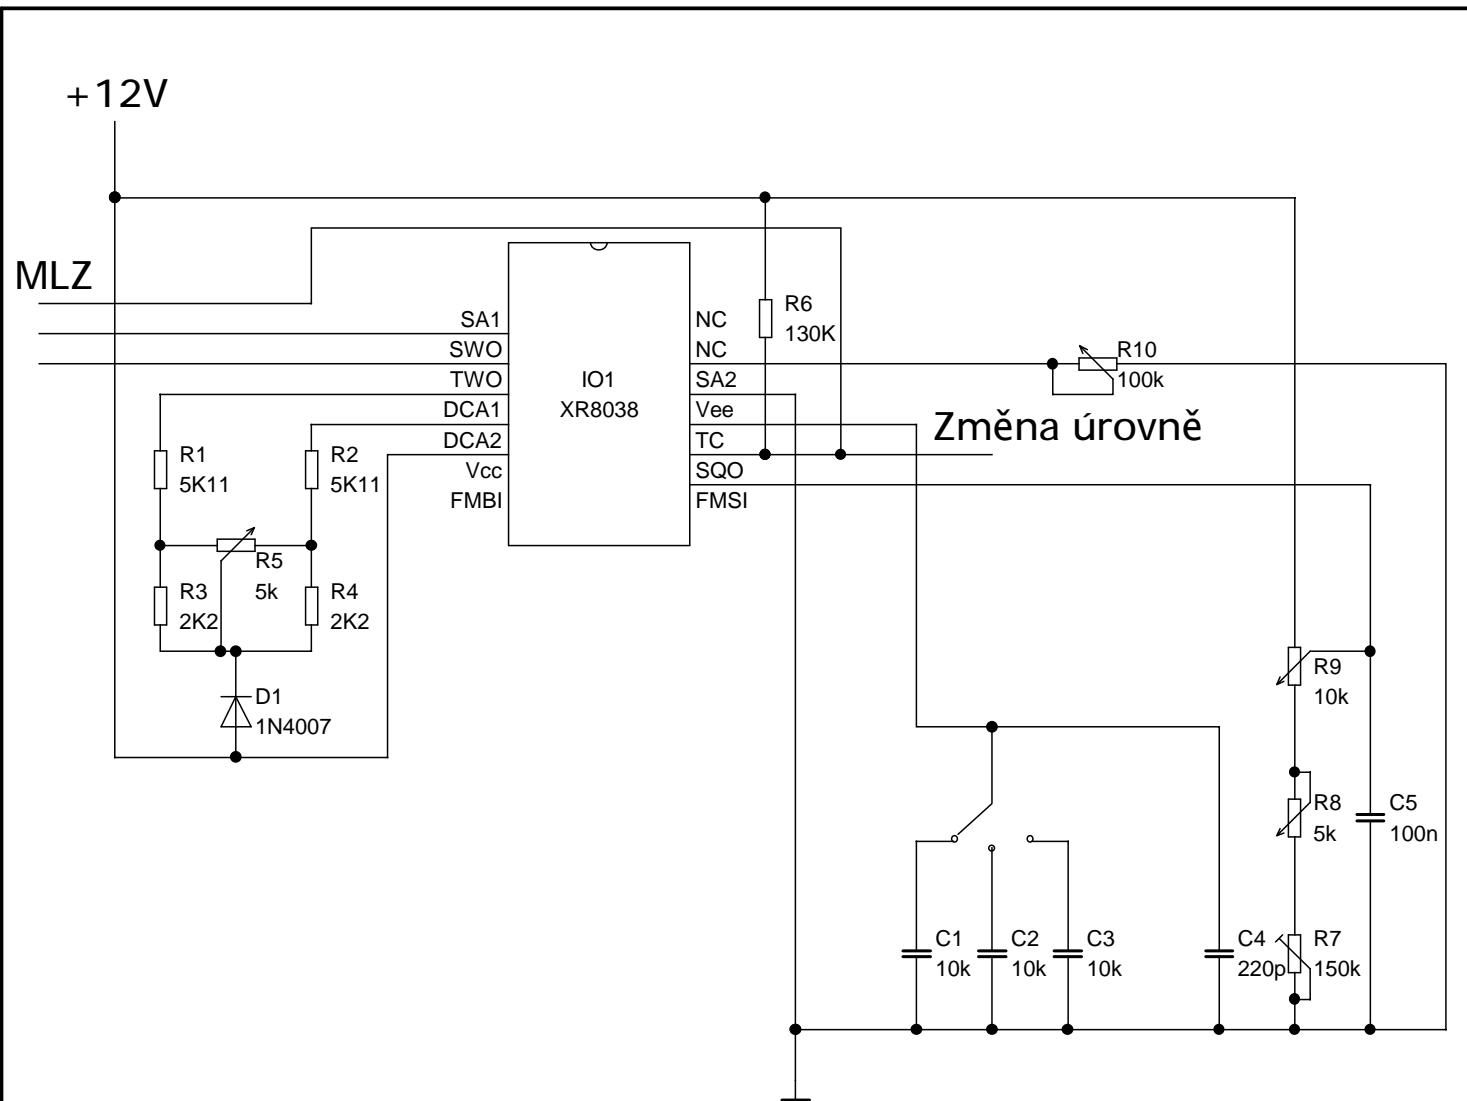 +12V
MLZ
SA1
SWO
TWO
DCA1
DCA2
Vcc
FMBI
IO1
XR8038
NC
NC
SA2
Vee
TC
SQO
FMSI
R6
130K
R10
100k
Změna úrovně
R1
5K11
R2
5K11
R5
5k
R3
2K2
R4
2K2
D1
1N4007
R9
10k
R8
5k
C5
100n
C1
10k
C2
10k
C3
10k
C4
220p
R7
150k